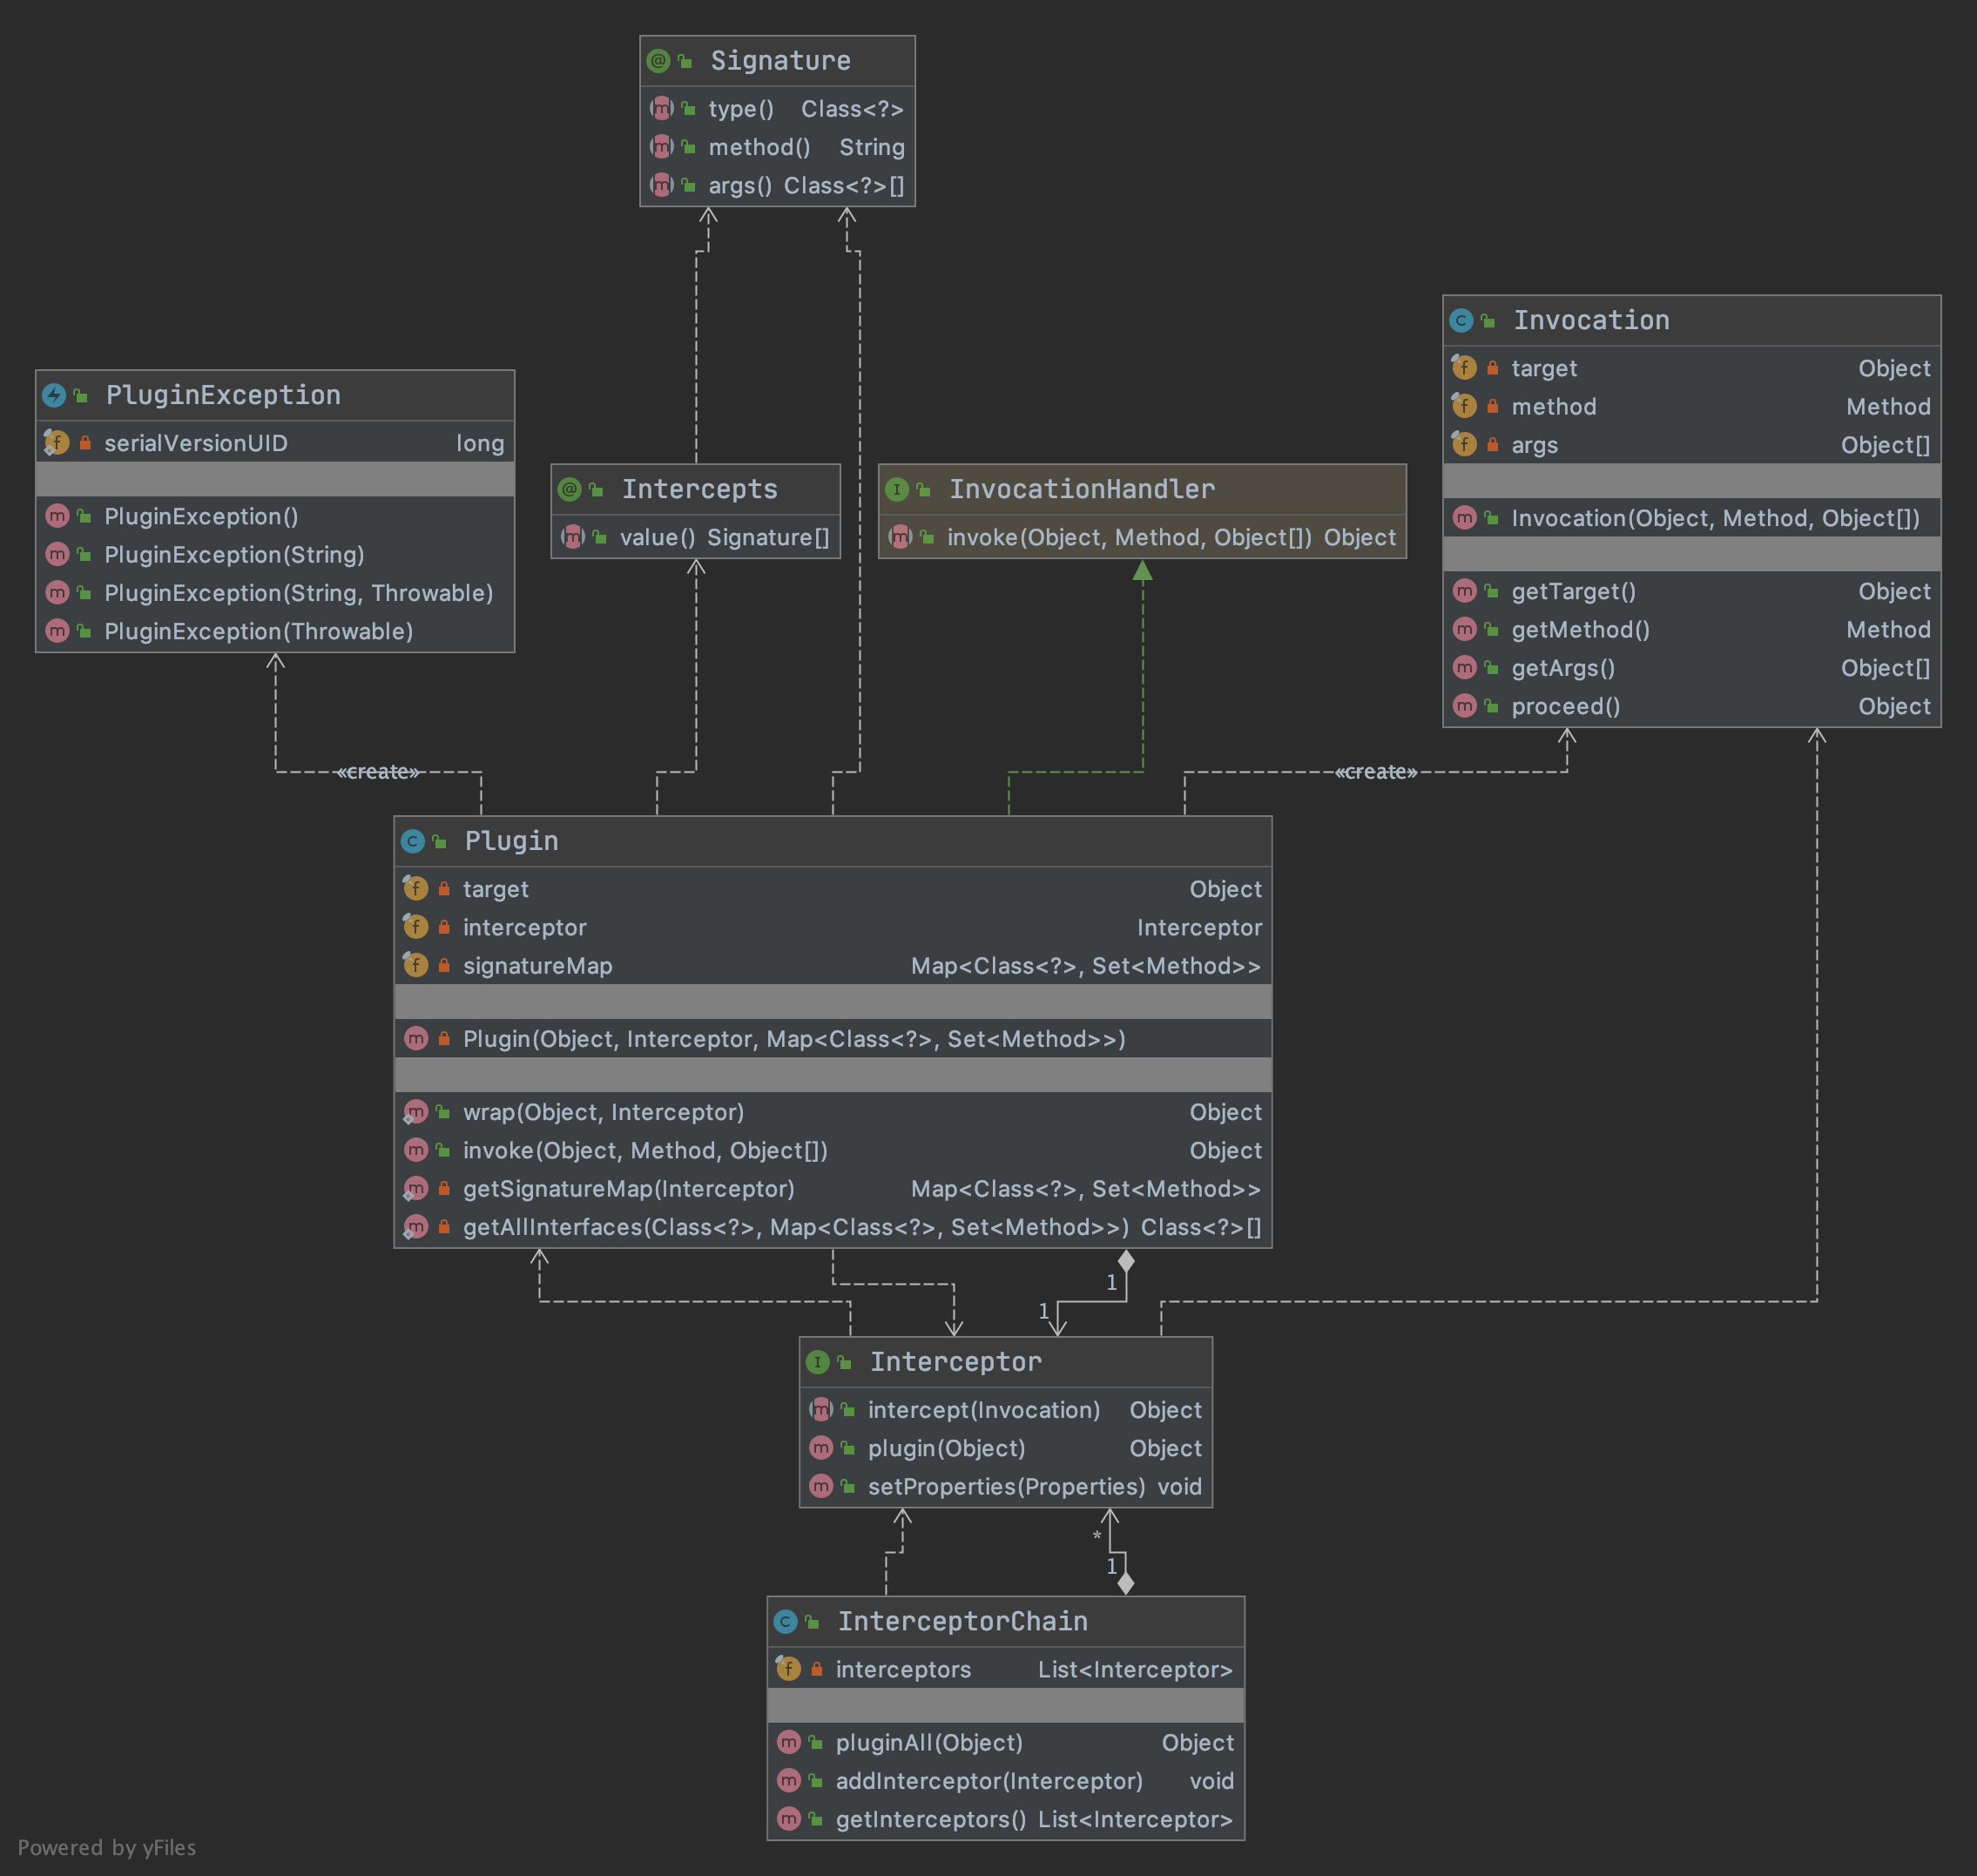 Signature
type() Class<?>
method() String
args() Class<?>[]
Invocation
target Object
method Method
args Object[]
Invocation(Object, Method, Object[])
getTarget() Object
getMethod() Method
getArgs() Object[]
proceed() Object
PluginException
serialVersionUID long
PluginException()
PluginException(String)
PluginException(String, Throwable)
PluginException(Throwable)
Intercepts
value() Signature[]
InvocationHandler
invoke(Object, Method, Object[]) Object
«create»
«create»
Plugin
target Object
interceptor Interceptor
signatureMap Map<Class<?>, Set<Method>>
Plugin(Object, Interceptor, Map<Class<?>, Set<Method>>)
wrap(Object, Interceptor) Object
invoke(Object, Method, Object[]) Object
getSignatureMap(Interceptor) Map<Class<?>, Set<Method>>
getAllInterfaces(Class<?>, Map<Class<?>, Set<Method>>) Class<?>[]
1
1
Interceptor
intercept(Invocation) Object
plugin(Object) Object
setProperties(Properties) void
*
1
InterceptorChain
interceptors List<Interceptor>
pluginAll(Object) Object
addInterceptor(Interceptor) void
getInterceptors() List<Interceptor>
Powered by yFiles